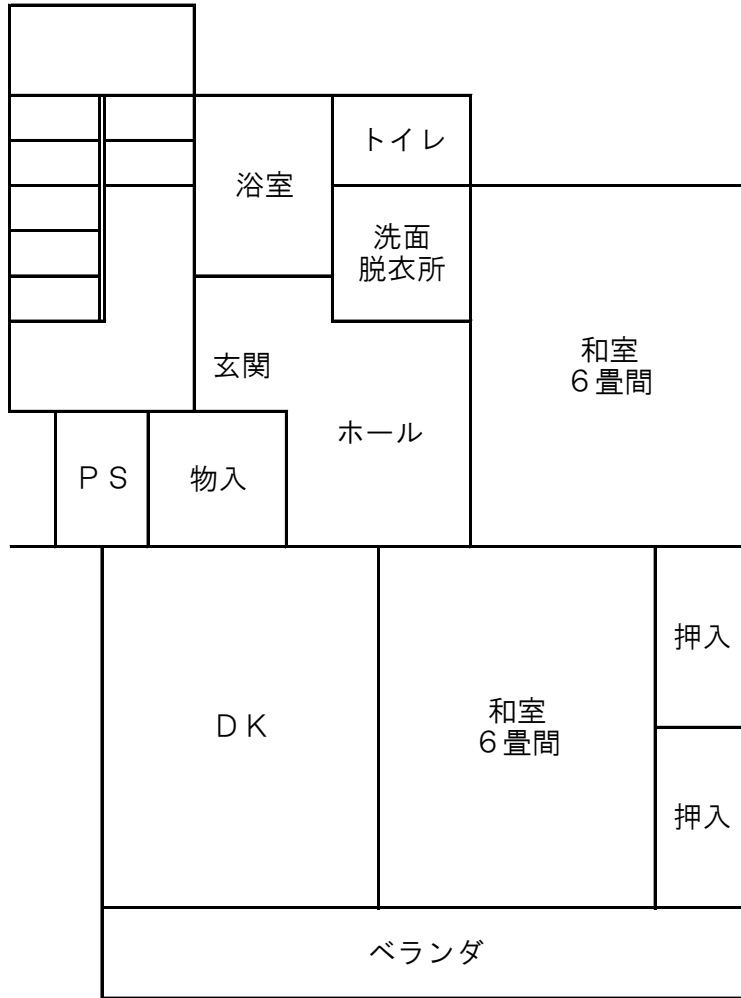 トイレ
浴室
洗面
脱衣所
和室
６畳間
玄関
ホール
ＰＳ
物入
押入
ＤＫ
和室
６畳間
押入
ベランダ